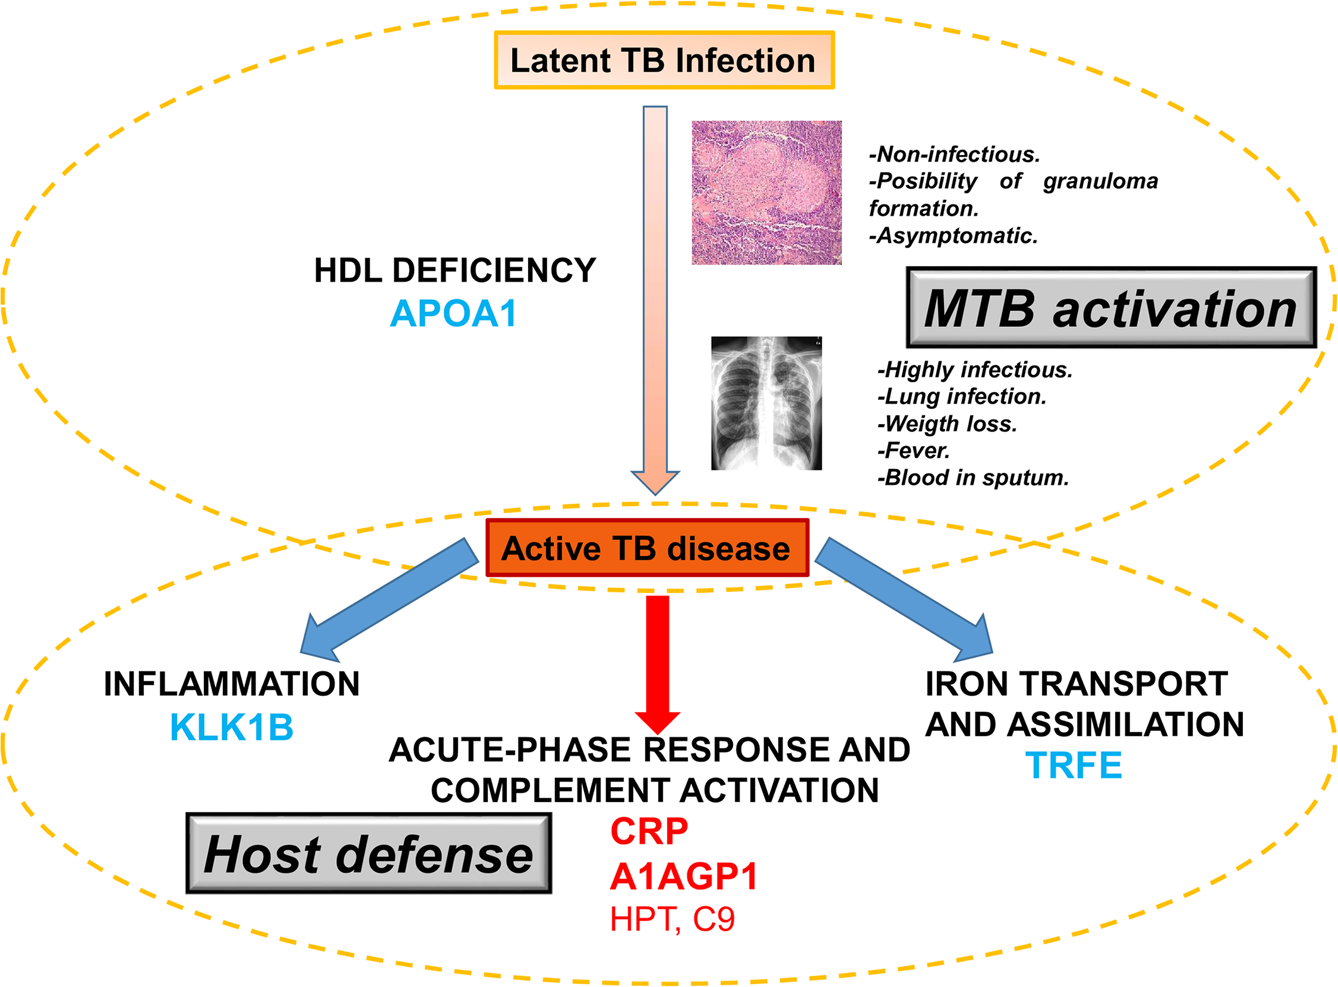 Latent TB Infection
-Non-infectious.
-Posibility of granuloma
formation.
-Asymptomatic.
HDL DEFICIENCY
APOA1
MTB activation
-Highly infectious.
-Lung infection.
-Weigth loss.
-Fever.
-Blood in sputum.
Active TB disease
INFLAMMATION
KLK1B
IRON TRANSPORT
AND ASSIMILATION
TRFE
ACUTE-PHASE RESPONSE AND
COMPLEMENT ACTIVATION
CRP
A1AGP1
HPT, C9
Host defense